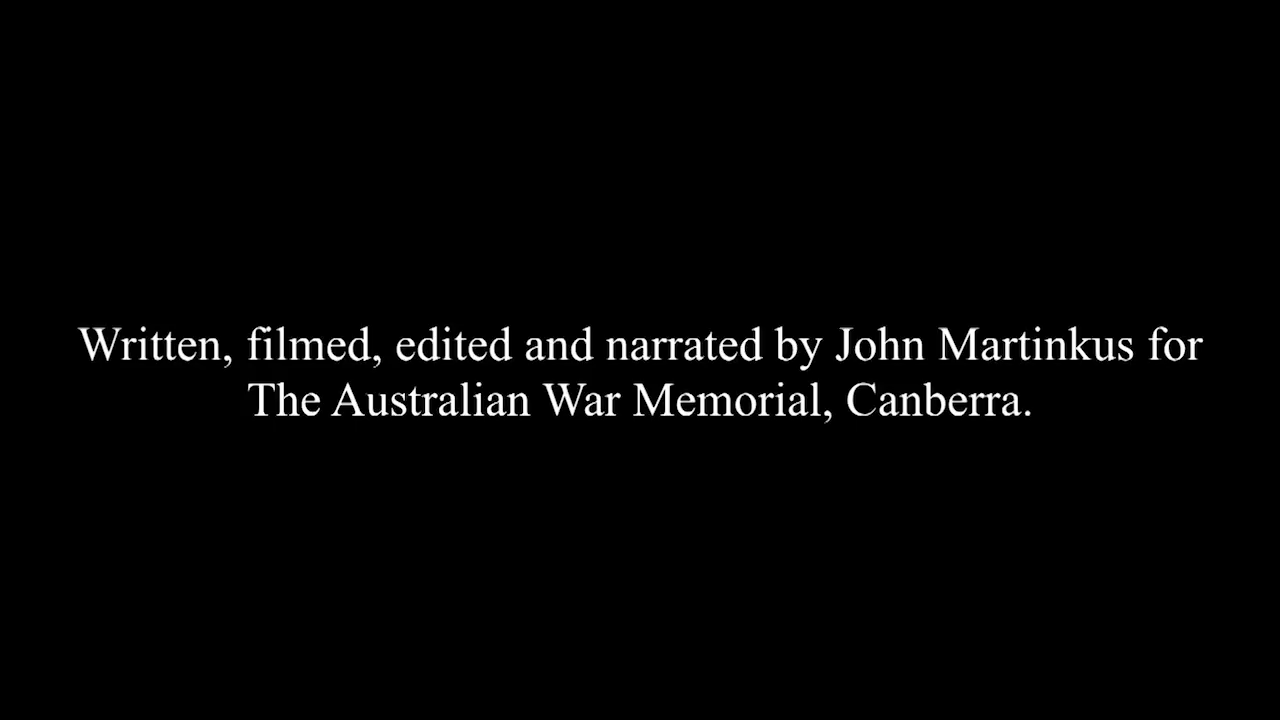 Written, filmed, edited and narrated by John Martinkus for
The Australian War Memorial, Canberra.